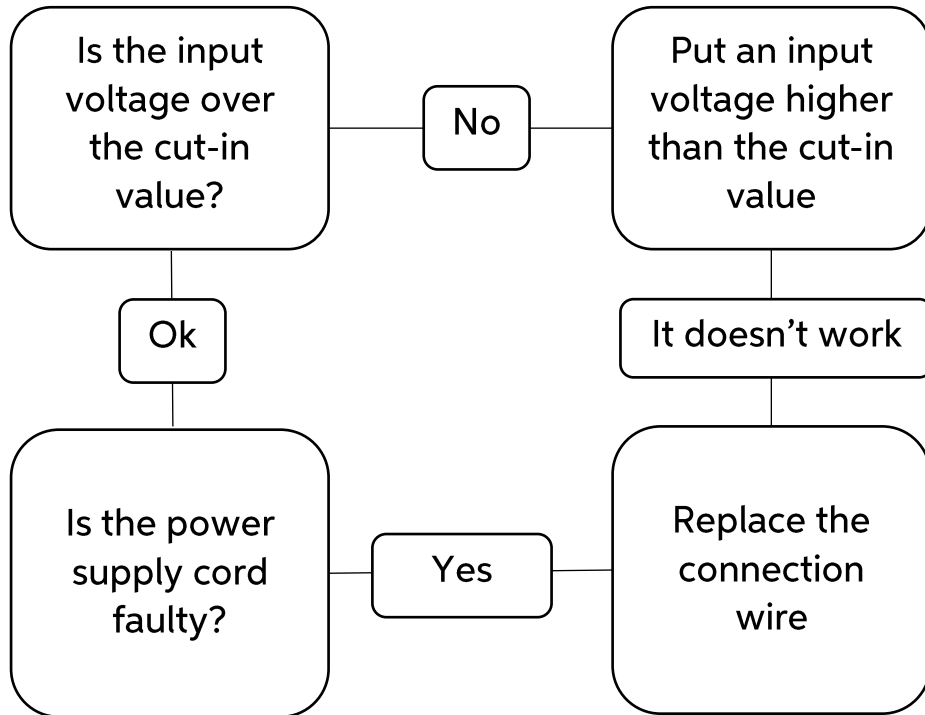 Is the input
voltage over
the cut-in
value?
No
Put an input
voltage higher
than the cut-in
value
Ok
It doesn't work
Is the power
supply cord
faulty?
Yes
Replace the
connection
wire